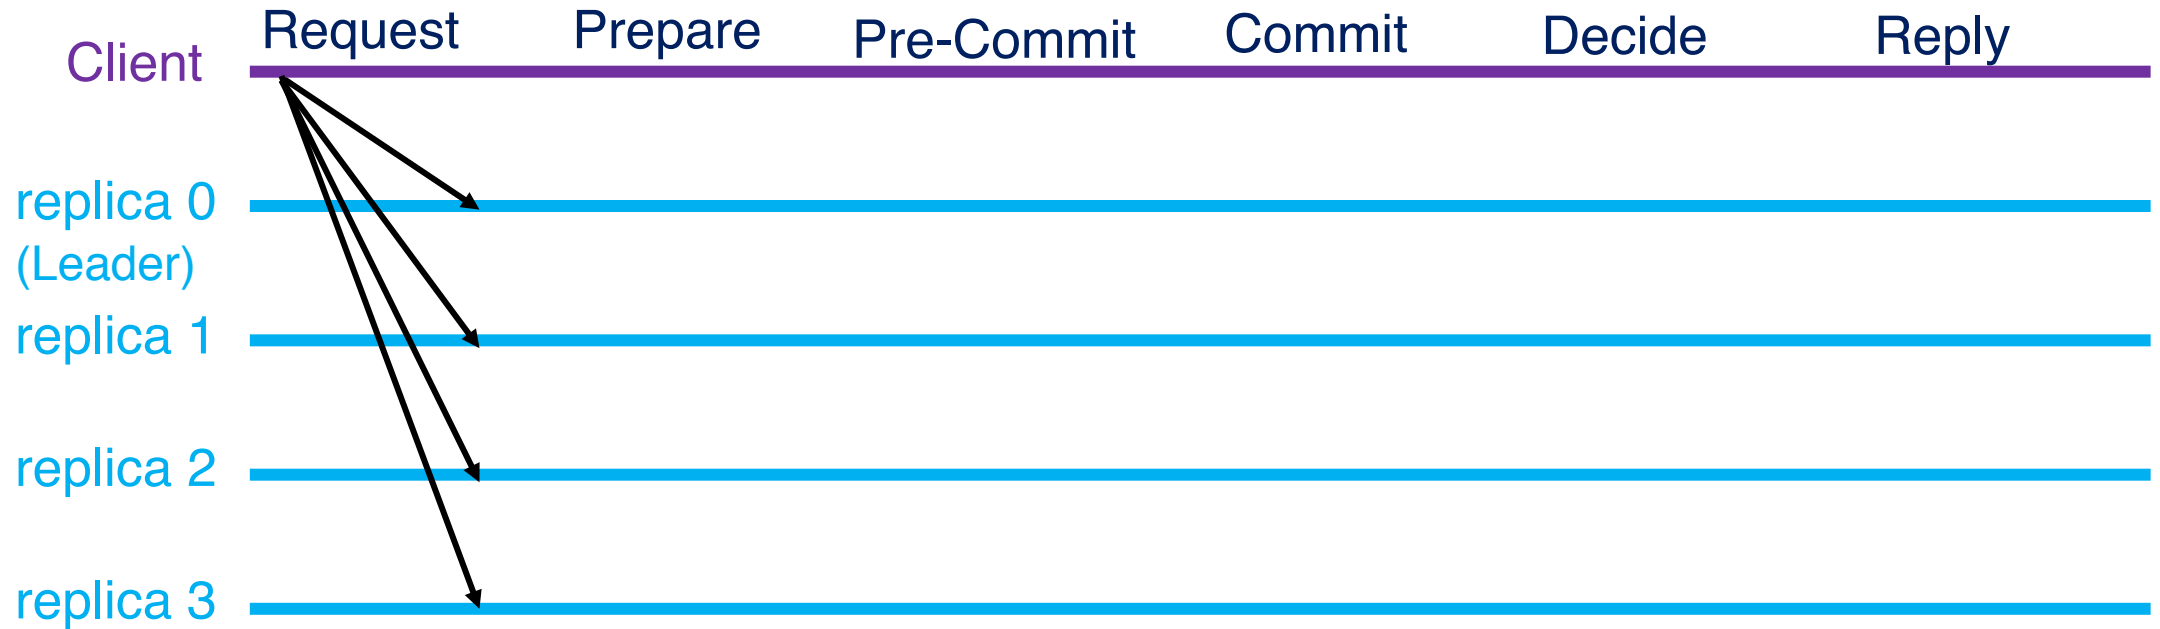 Request Prepare Pre-Commit Commit Decide Reply
Client
replica 0
(Leader)
replica 1
replica 2
replica 3